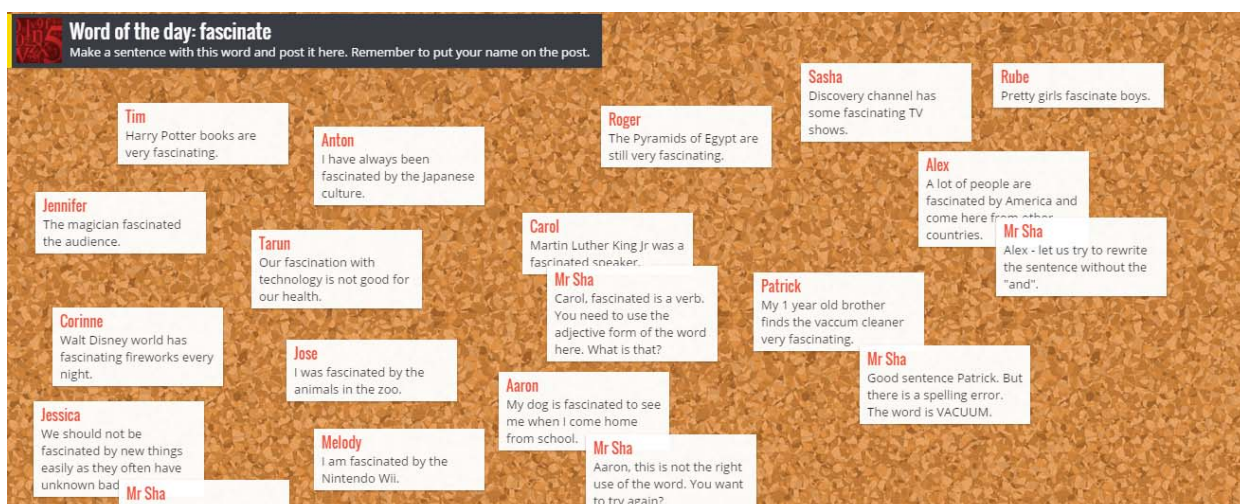 Word of the day: fascinate
Make a sentence with this word and post it here. Remember to put your name on the post.
Sasha
Discovery channel has
some fascinating TV
shows.
Rube
Pretty girls fascinate boys.
Tim
Harry Potter books are
very fascinating.
Anton
I have always been
fascinated by the Japanese
culture.
Roger
The Pyramids of Egypt are
still very fascinating.
Alex
A lot of people are
fascinated by America and
come here from other
countries.
Mr Sha
Alex - let us try to rewrite
the sentence without the
"and".
Jennifer
The magician fascinated
the audience.
Tarun
Our fascination with
technology is not good for
our health.
Carol
Martin Luther King Jr was a
fascinated speaker.
Mr Sha
Carol, fascinated is a verb.
You need to use the
adjective form of the word
here. What is that?
Patrick
My 1 year old brother
finds the vaccum cleaner
very fascinating.
Mr Sha
Good sentence Patrick. But
there is a spelling error.
The word is VACUUM.
Corinne
Walt Disney world has
fascinating fireworks every
night.
Jose
I was fascinated by the
animals in the zoo.
Aaron
My dog is fascinated to see
me when I come home
from school.
Mr Sha
Aaron, this is not the right
use of the word. You want
to try again?
Jessica
We should not be
fascinated by new things
easily as they often have
unknown bad
Mr Sha
Melody
I am fascinated by the
Nintendo Wii.